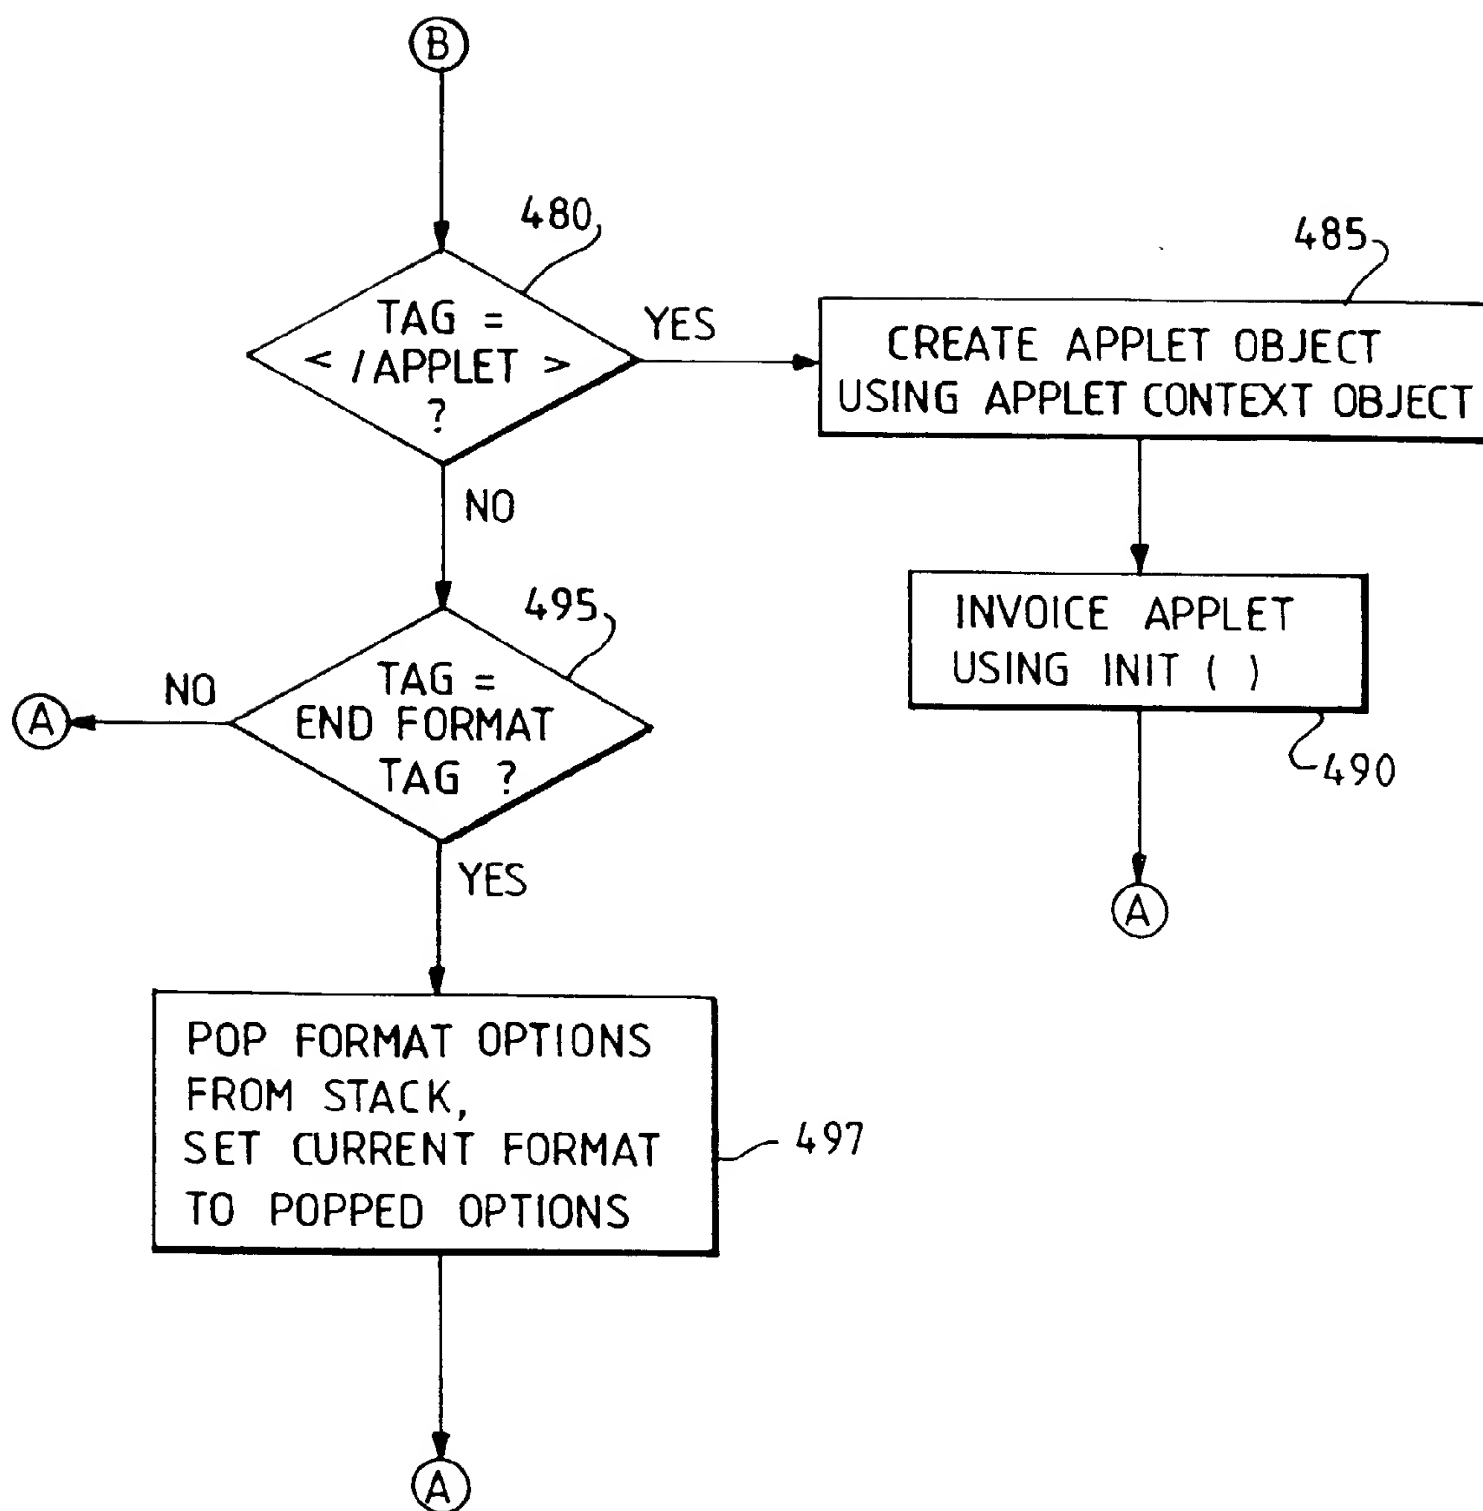 B
480
TAG =
< /APPLET >
?
YES
485
CREATE APPLET OBJECT
USING APPLET CONTEXT OBJECT
NO
INVOICE APPLET
USING INIT ( )
490
A
495
TAG =
END FORMAT
TAG ?
NO
A
YES
POP FORMAT OPTIONS
FROM STACK,
SET CURRENT FORMAT
TO POPPED OPTIONS
497
A